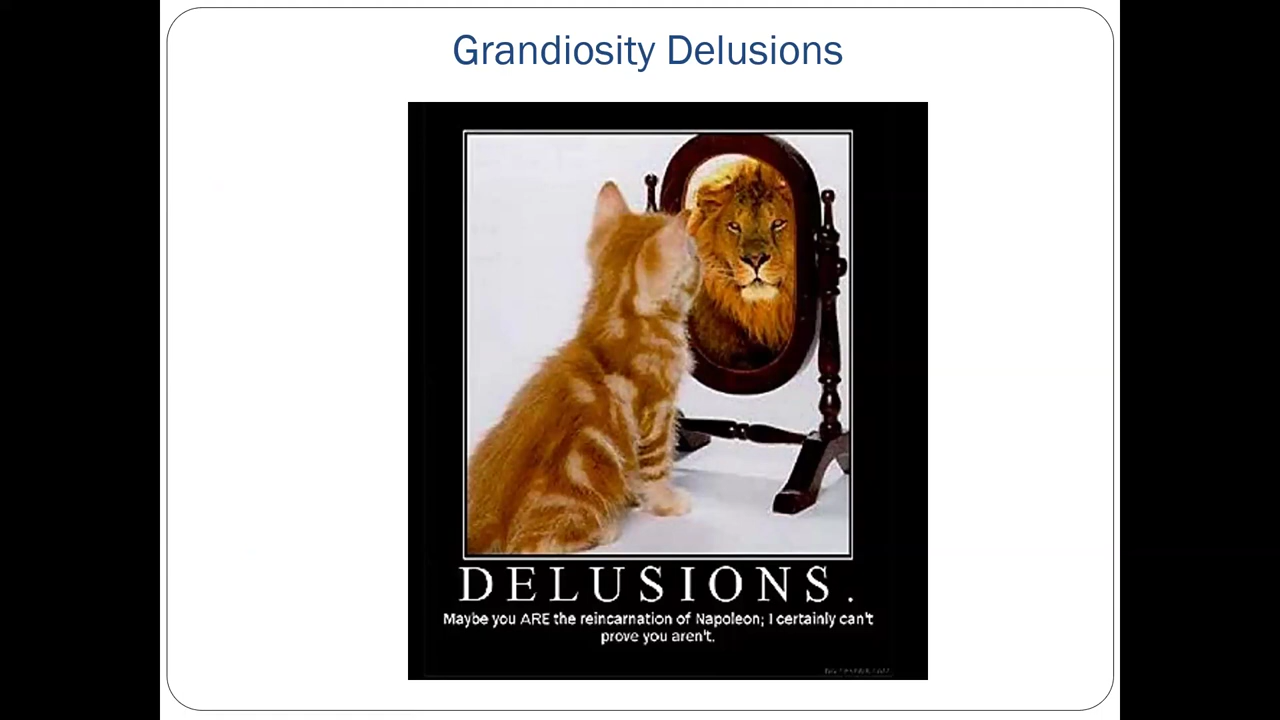 Grandiosity Delusions
DELUSIONS.
Maybe you ARE the reincarnation of Napoleon; I certainly can't
prove you aren't.